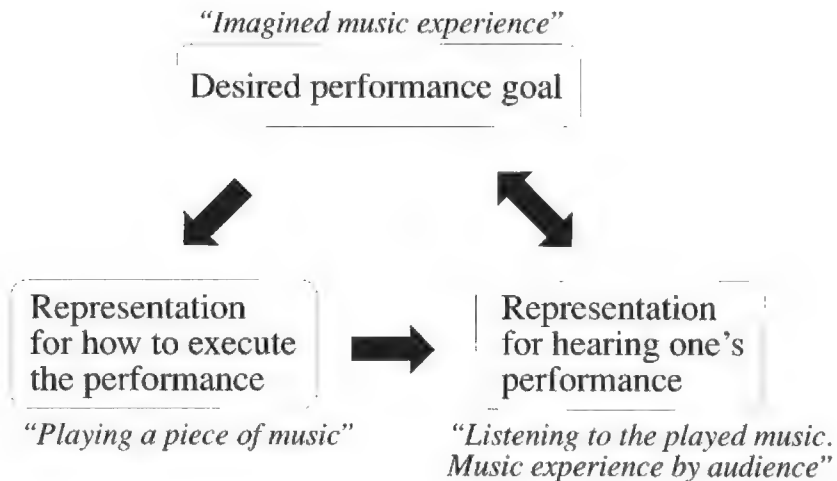 “Imagined music experience”
Desired performance goal
Representation
for how to execute
the performance
“Playing a piece of music”
Representation
for hearing one’s
performance
“Listening to the played music.
Music experience by audience”